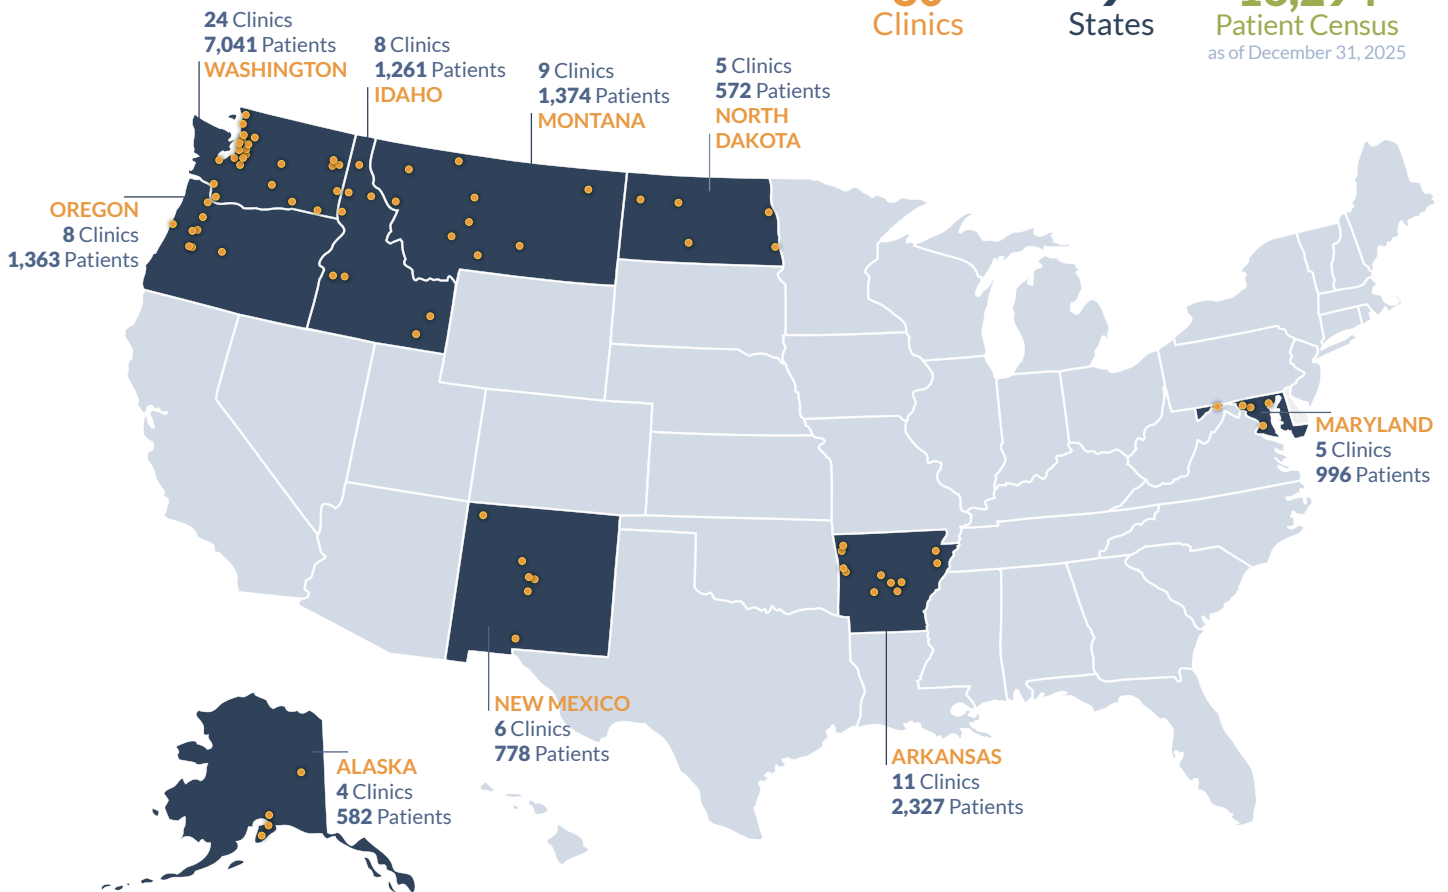 Clinics
States
Patient Census
as of December 31, 2025
24 Clinics
7,041 Patients
WASHINGTON
8 Clinics
1,261 Patients
IDAHO
9 Clinics
1,374 Patients
MONTANA
5 Clinics
572 Patients
NORTH
DAKOTA
OREGON
8 Clinics
1,363 Patients
MARYLAND
5 Clinics
996 Patients
NEW MEXICO
6 Clinics
778 Patients
ARKANSAS
11 Clinics
2,327 Patients
ALASKA
4 Clinics
582 Patients